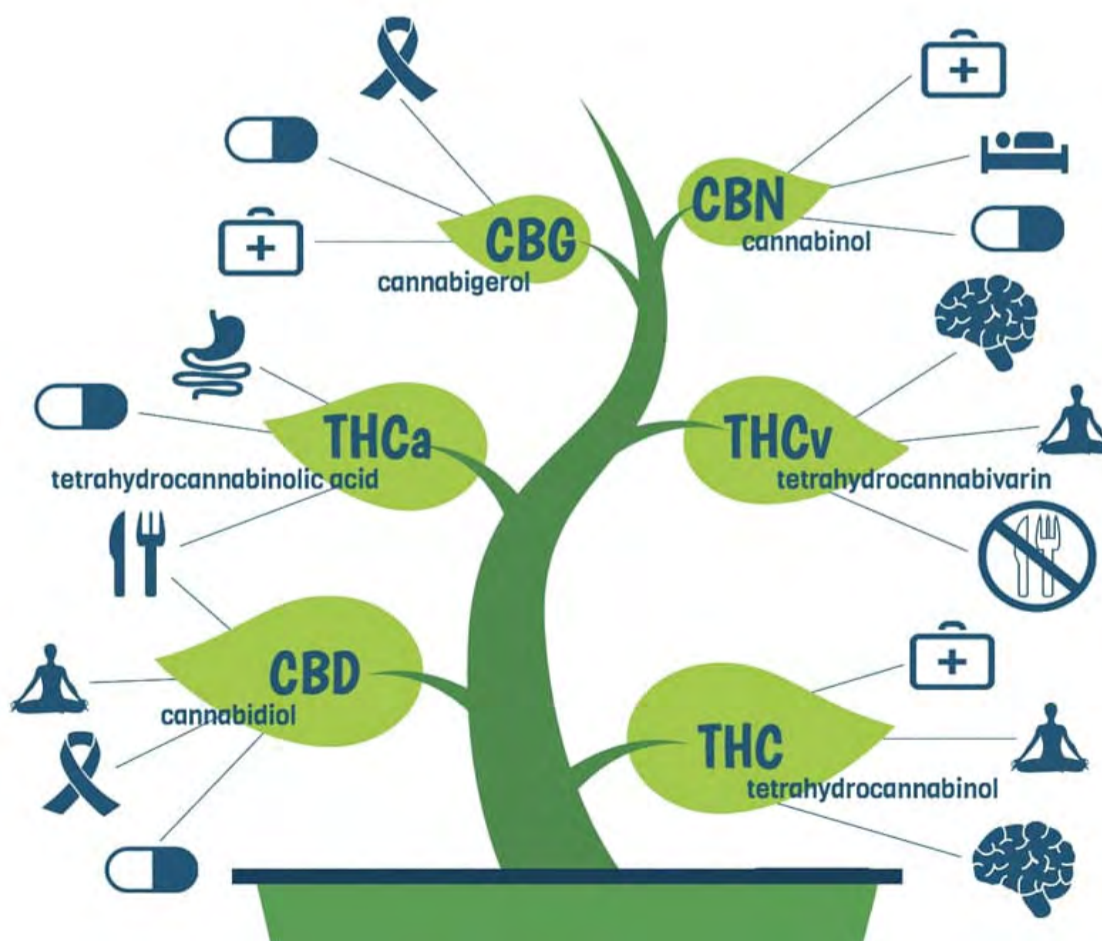 CBN
cannabinol
CBG
cannabigerol
THCa
tetrahydrocannabinolic acid
THCv
tetrahydrocannabivarin
CBD
cannabidiol
THC
tetrahydrocannabinol